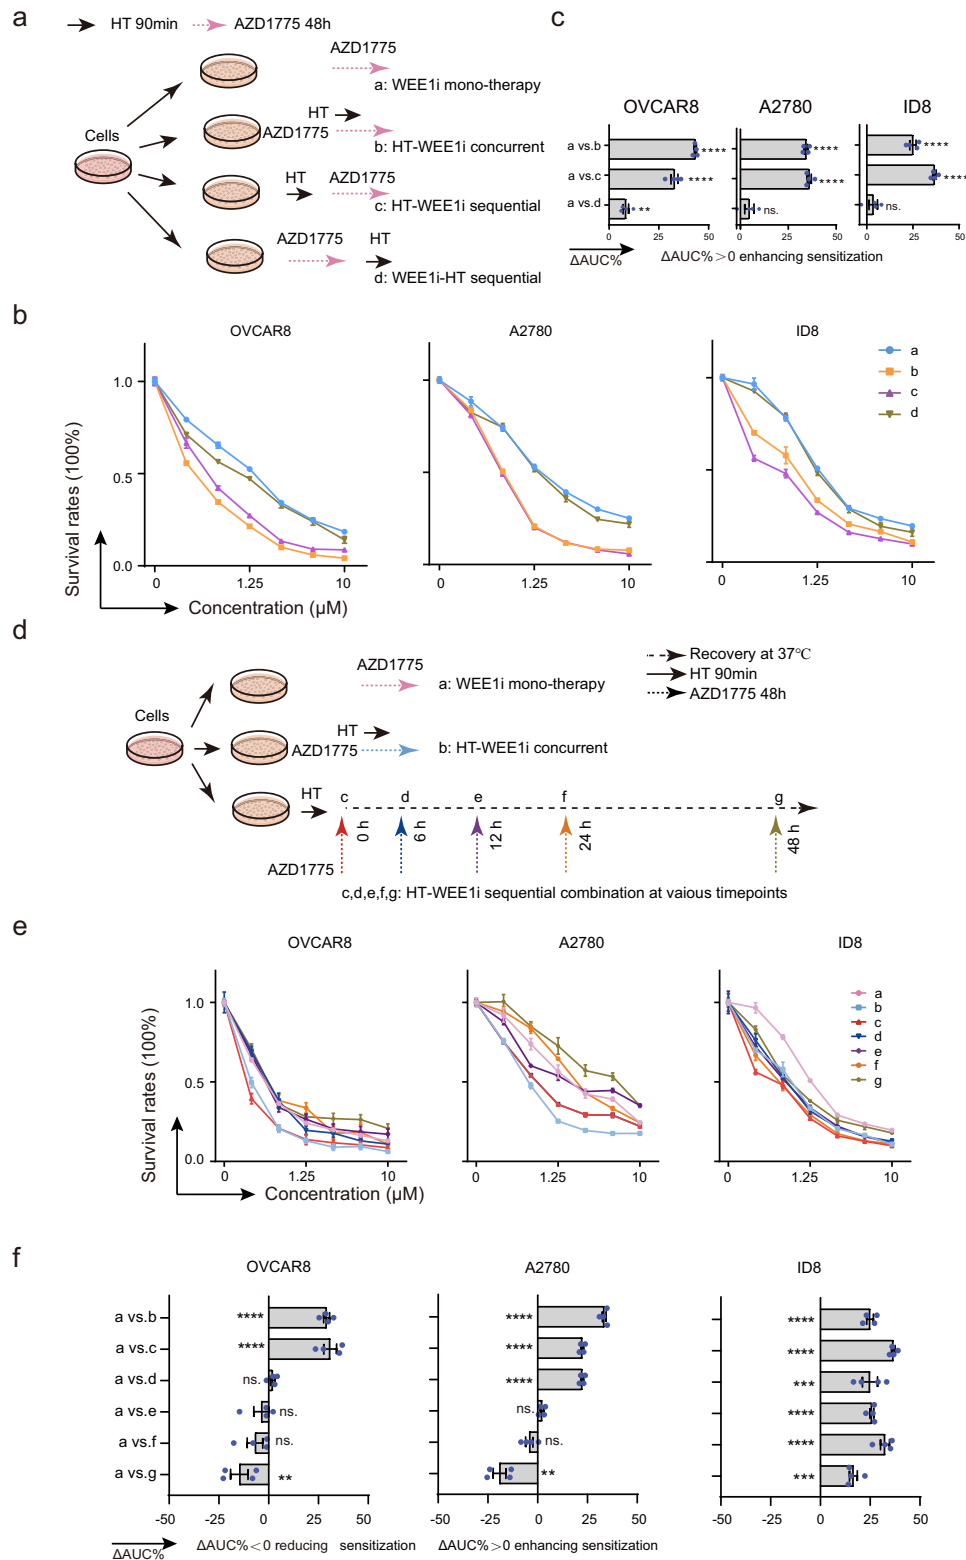 a
HT 90min
AZD1775 48h
AZD1775
a: WEE1i mono-therapy
Cells
HT
AZD1775
b: HT-WEE1i concurrent
HT
AZD1775
c: HT-WEE1i sequential
AZD1775
HT
d: WEE1i-HT sequential
c
OVCAR8
A2780
ID8
a vs.b
a vs.c
a vs.d
****
****
**
****
****
ns.
****
****
ns.
0
50
0
50
0
50
ΔAUC%
ΔAUC%>0 enhancing sensitization
b
OVCAR8
A2780
ID8
Survival rates (100%)
1.0
0.5
0.0
0
1.25
10
0
1.25
10
0
1.25
10
a
b
c
d
Concentration (μM)
d
Recovery at 37℃
HT 90min
AZD1775 48h
AZD1775
a: WEE1i mono-therapy
Cells
HT
AZD1775
b: HT-WEE1i concurrent
HT
c
d
e
f
g
0 h
6 h
12 h
24 h
48 h
AZD1775
c,d,e,f,g: HT-WEE1i sequential combination at vaious timepoints
e
OVCAR8
A2780
ID8
Survival rates (100%)
1.0
0.5
0.0
0
1.25
10
0
1.25
10
0
1.25
10
a
b
c
d
e
f
g
Concentration (μM)
f
OVCAR8
A2780
ID8
a vs.b
a vs.c
a vs.d
a vs.e
a vs.f
a vs.g
****
****
ns.
ns.
ns.
**
****
****
****
ns.
ns.
**
****
****
***
****
****
***
-50
-25
0
25
50
-50
-25
0
25
50
-50
-25
0
25
50
ΔAUC%
ΔAUC%<0 reducing sensitization
ΔAUC%>0 enhancing sensitization